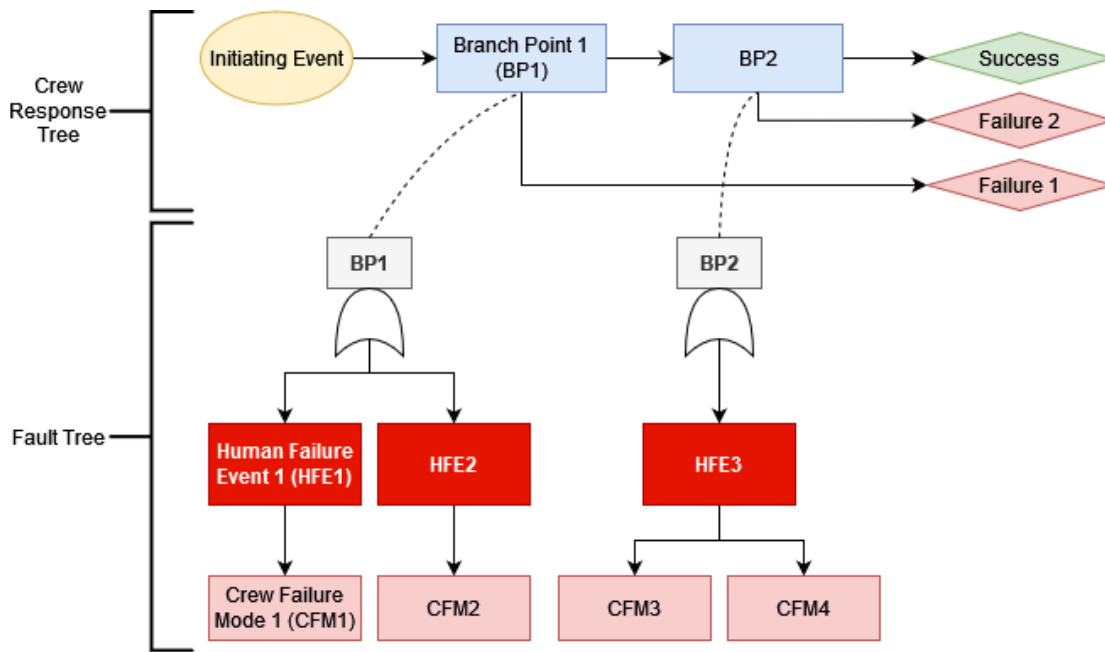 Initiating Event
Branch Point 1
(BP1)
BP2
Success
Crew
Response
Tree
Failure 2
Failure 1
BP1
BP2
Fault Tree
Human Failure
Event 1 (HFE1)
HFE2
HFE3
Crew Failure
Mode 1 (CFM1)
CFM2
CFM3
CFM4